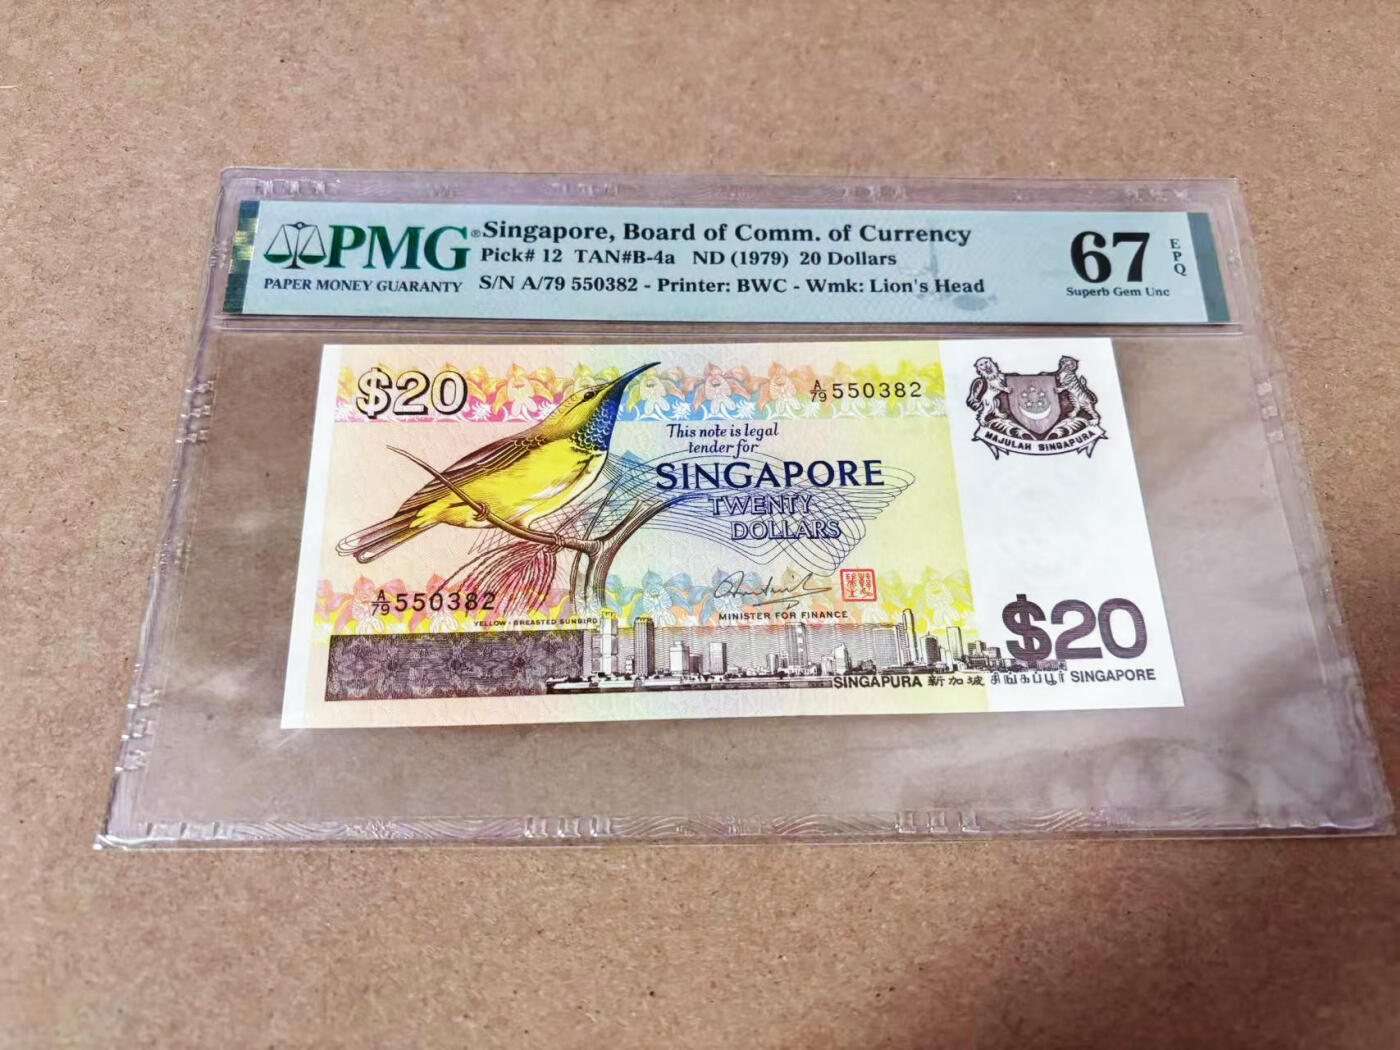 PMG®
PAPER MONEY GUARANTY
Singapore, Board of Comm. of Currency
Pick# 12 TAN#B-4a ND (1979) 20 Dollars
S/N A/79 550382 - Printer: BWC - Wmk: Lion's Head
67
EPQ
Superb Gem Unc
$20
A/79 550382
MAJULAH SINGAPURA
This note is legal
tender for
SINGAPORE
TWENTY
DOLLARS
A/79 550382
YELLOW-BREASTED SUNBIRD
MINISTER FOR FINANCE
$20
SINGAPURA 新加坡 சிங்கப்பூர் SINGAPORE